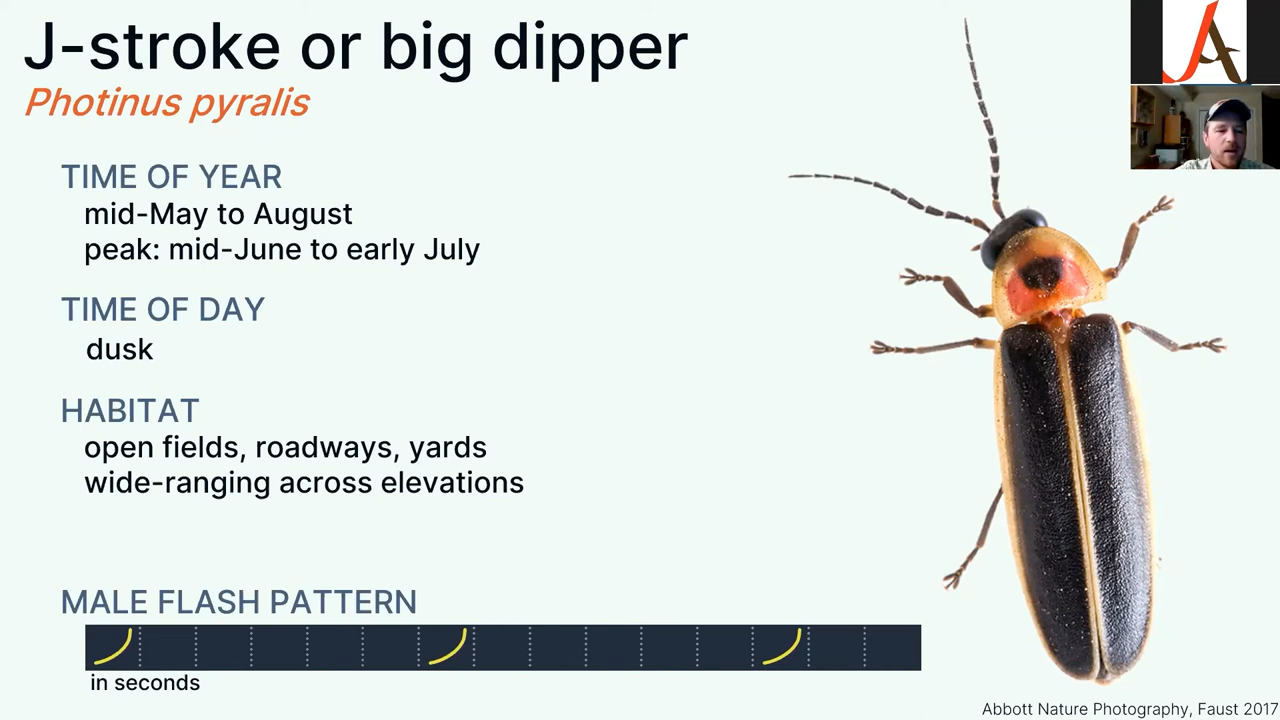 J-stroke or big dipper
Photinus pyralis
TIME OF YEAR
mid-May to August
peak: mid-June to early July
TIME OF DAY
dusk
HABITAT
open fields, roadways, yards
wide-ranging across elevations
MALE FLASH PATTERN
in seconds
Abbott Nature Photography, Faust 2017